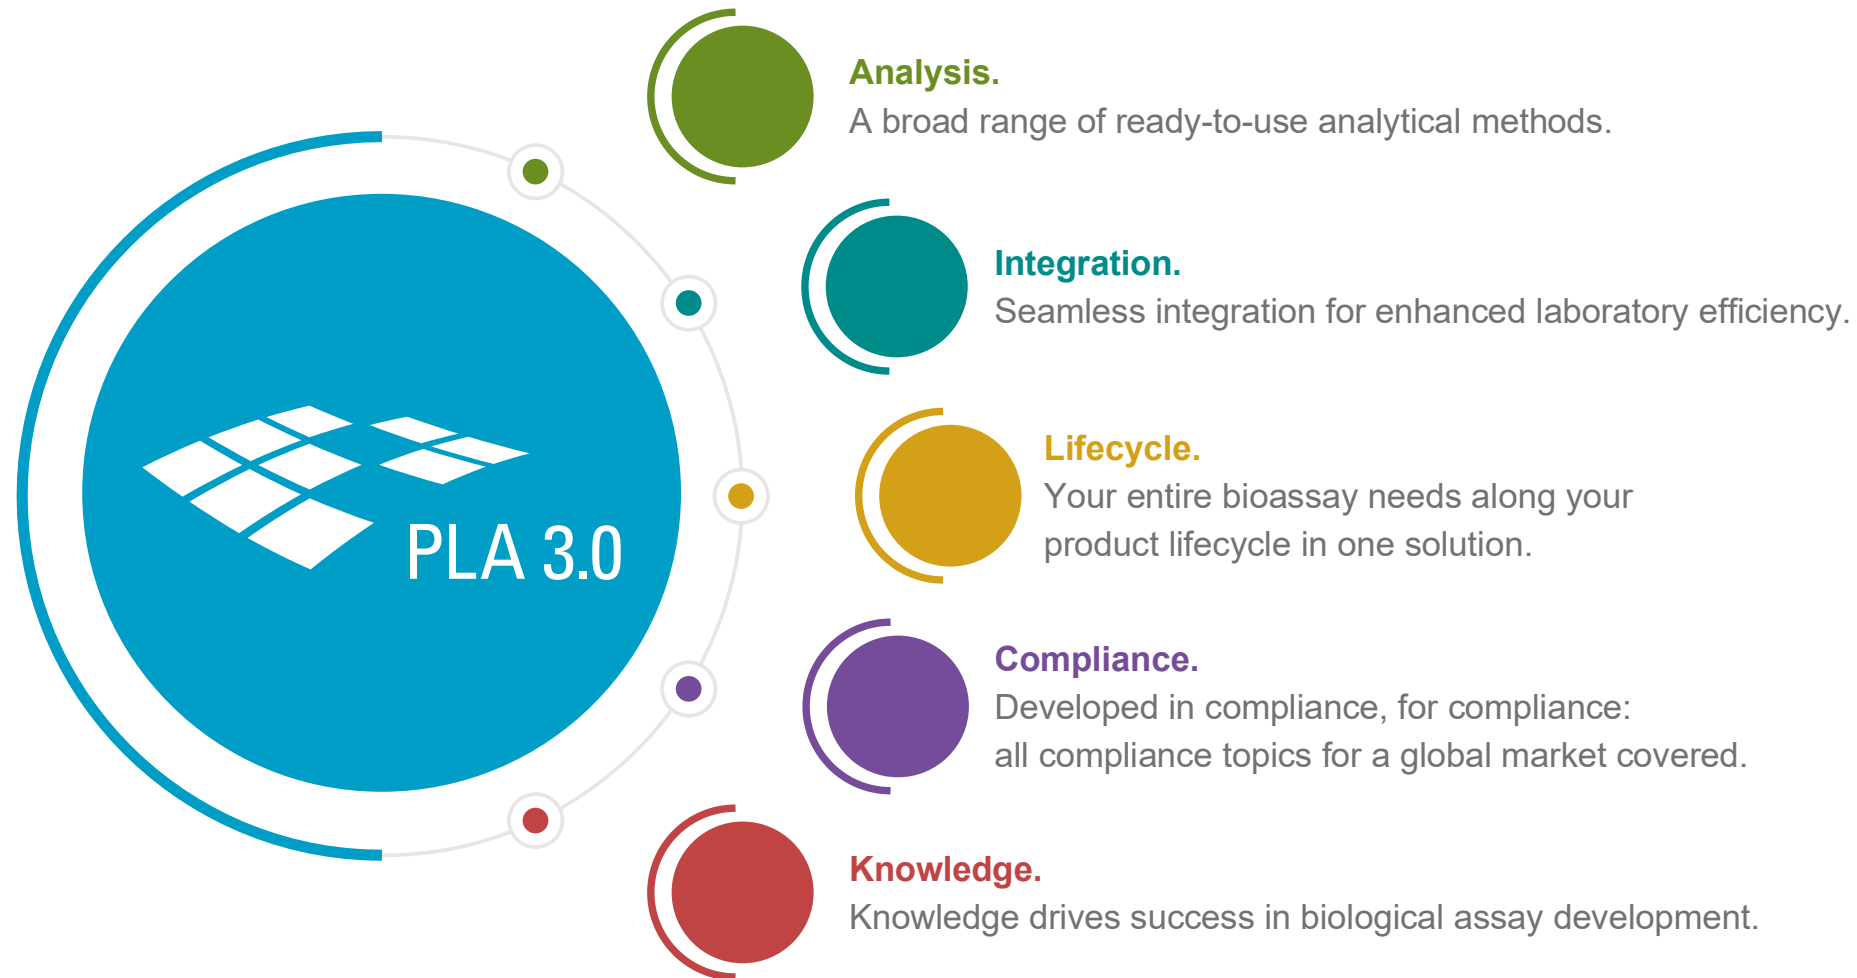 Analysis.
A broad range of ready-to-use analytical methods.
Integration.
Seamless integration for enhanced laboratory efficiency.
PLA 3.0
Lifecycle.
Your entire bioassay needs along your
product lifecycle in one solution.
Compliance.
Developed in compliance, for compliance:
all compliance topics for a global market covered.
Knowledge.
Knowledge drives success in biological assay development.